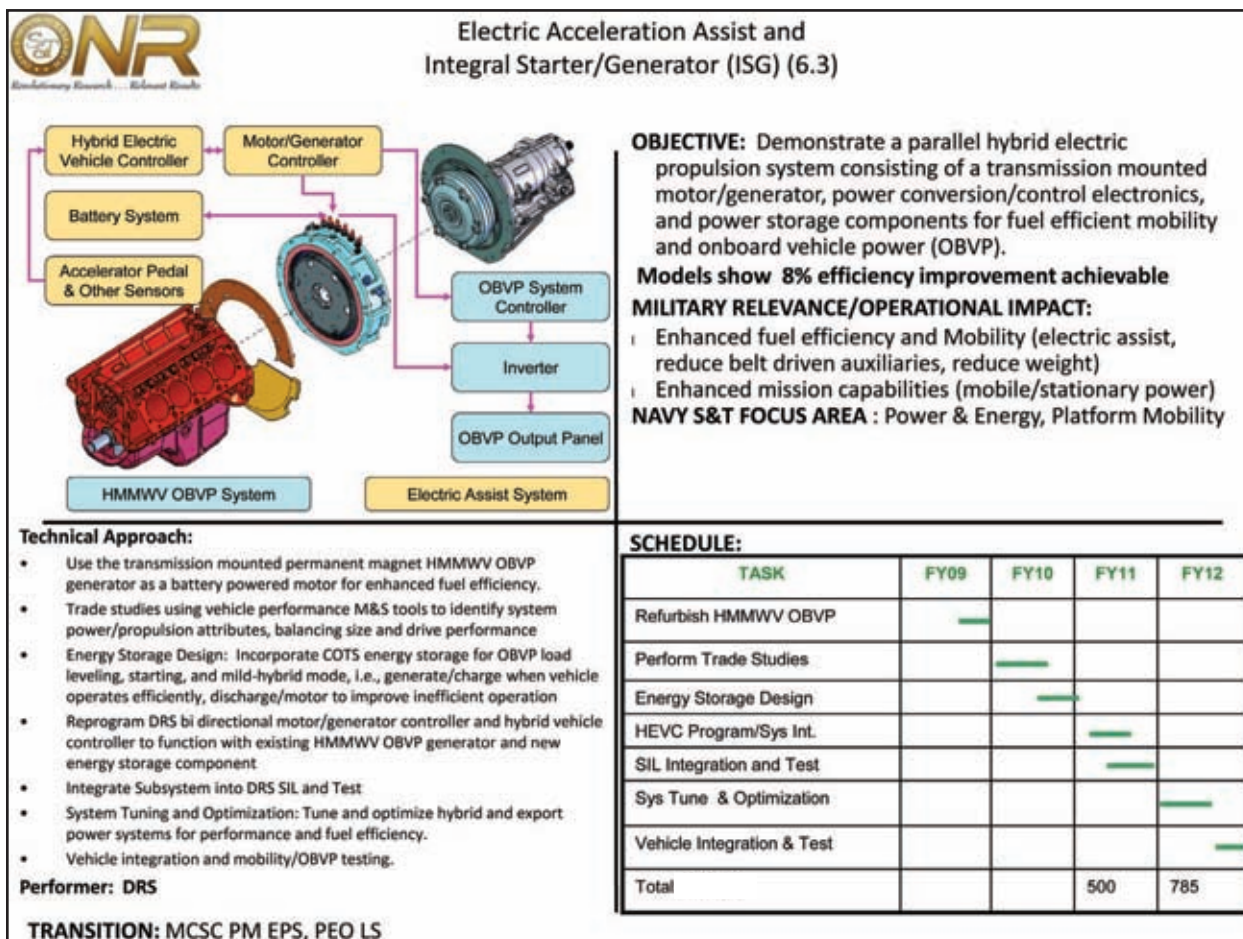 ONR
Revolutionary Research . . . Relevant Results
Electric Acceleration Assist and
Integral Starter/Generator (ISG) (6.3)
Hybrid Electric
Vehicle Controller
Motor/Generator
Controller
Battery System
Accelerator Pedal
& Other Sensors
OBVP System
Controller
Inverter
OBVP Output Panel
HMMWV OBVP System
Electric Assist System
OBJECTIVE: Demonstrate a parallel hybrid electric
propulsion system consisting of a transmission mounted
motor/generator, power conversion/control electronics,
and power storage components for fuel efficient mobility
and onboard vehicle power (OBVP).
Models show 8% efficiency improvement achievable
MILITARY RELEVANCE/OPERATIONAL IMPACT:
Enhanced fuel efficiency and Mobility (electric assist,
reduce belt driven auxiliaries, reduce weight)
Enhanced mission capabilities (mobile/stationary power)
NAVY S&T FOCUS AREA : Power & Energy, Platform Mobility
Technical Approach:
• Use the transmission mounted permanent magnet HMMWV OBVP
generator as a battery powered motor for enhanced fuel efficiency.
• Trade studies using vehicle performance M&S tools to identify system
power/propulsion attributes, balancing size and drive performance
• Energy Storage Design: Incorporate COTS energy storage for OBVP load
leveling, starting, and mild-hybrid mode, i.e., generate/charge when vehicle
operates efficiently, discharge/motor to improve inefficient operation
• Reprogram DRS bi directional motor/generator controller and hybrid vehicle
controller to function with existing HMMWV OBVP generator and new
energy storage component
• Integrate Subsystem into DRS SIL and Test
• System Tuning and Optimization: Tune and optimize hybrid and export
power systems for performance and fuel efficiency.
• Vehicle integration and mobility/OBVP testing.
Performer: DRS
TRANSITION: MCSC PM EPS, PEO LS
SCHEDULE:
TASK FY09 FY10 FY11 FY12
Refurbish HMMWV OBVP
Perform Trade Studies
Energy Storage Design
HEVC Program/Sys Int.
SIL Integration and Test
Sys Tune & Optimization
Vehicle Integration & Test
Total 500 785